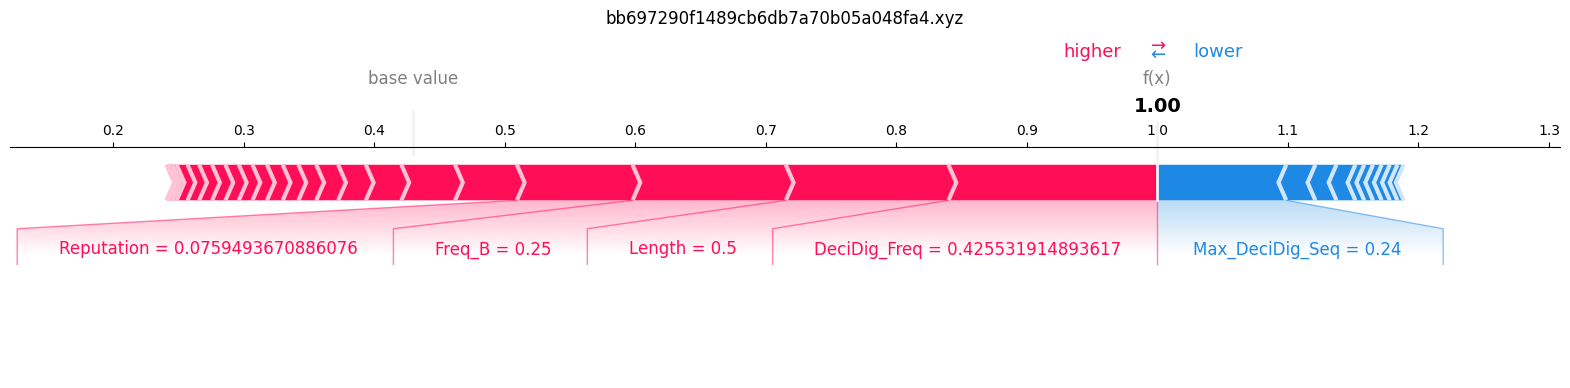 bb697290f1489cb6db7a70b05a048fa4.xyz
higher ⇄ lower
base value f(x)
1.00
0.2 0.3 0.4 0.5 0.6 0.7 0.8 0.9 1.0 1.1 1.2 1.3
Reputation = 0.0759493670886076 Freq_B = 0.25 Length = 0.5 DeciDig_Freq = 0.425531914893617 Max_DeciDig_Seq = 0.24